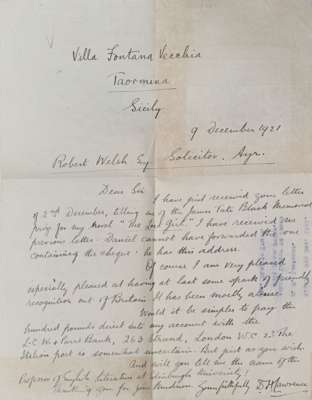 Villa Fontana Vecchia
Taormina
Sicily
9 December 1921
Robert Welsh Esq Solicitor. Ayr.
Dear Sir
I have just received your letter
of 2nd December, telling me of the James Tate Black Memorial
prize for my novel "The Lost Girl." I have received no
previous letter. Daniel cannot have forwarded the one
containing the cheque. he has this address.
Of course I am very pleased
especially pleased at having at last some spark of friendly
recognition out of Britain. It has been mostly abuse.
Would it be simplest to pay the
hundred pounds direct into my account with the
L-C W & Parrs Bank, 263 Strand, London W.C.2. The
Italian post is somewhat uncertain. But just as you wish.
And will you tell me the name of the
Professor of English Literature at Edinburgh University?
Thanking you for your kindness Yours faithfully D. H. Lawrence